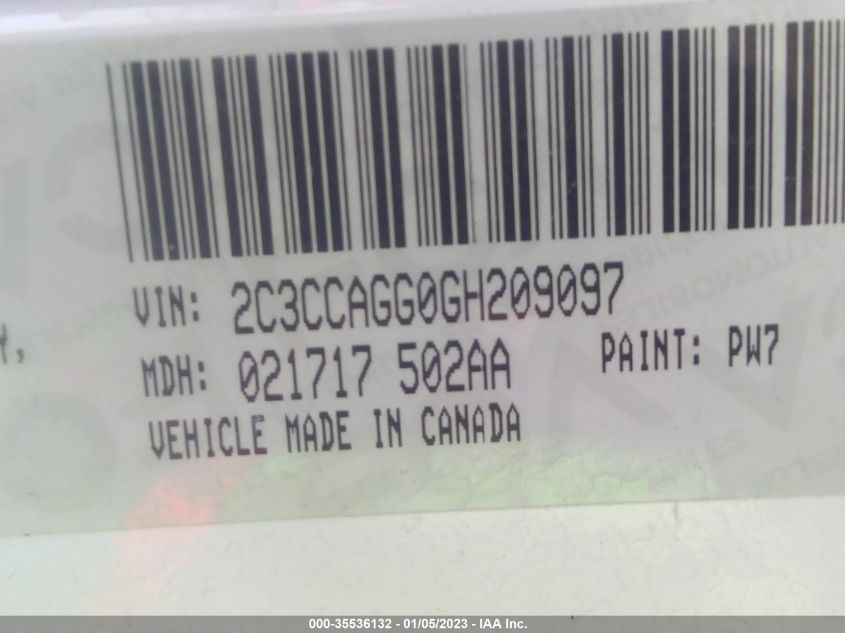 VIN: 2C3CCAGG0GH209097
Y,
MDH: 021717 502AA PAINT: PW7
VEHICLE MADE IN CANADA
000-35536132 - 01/05/2023 - IAA Inc.